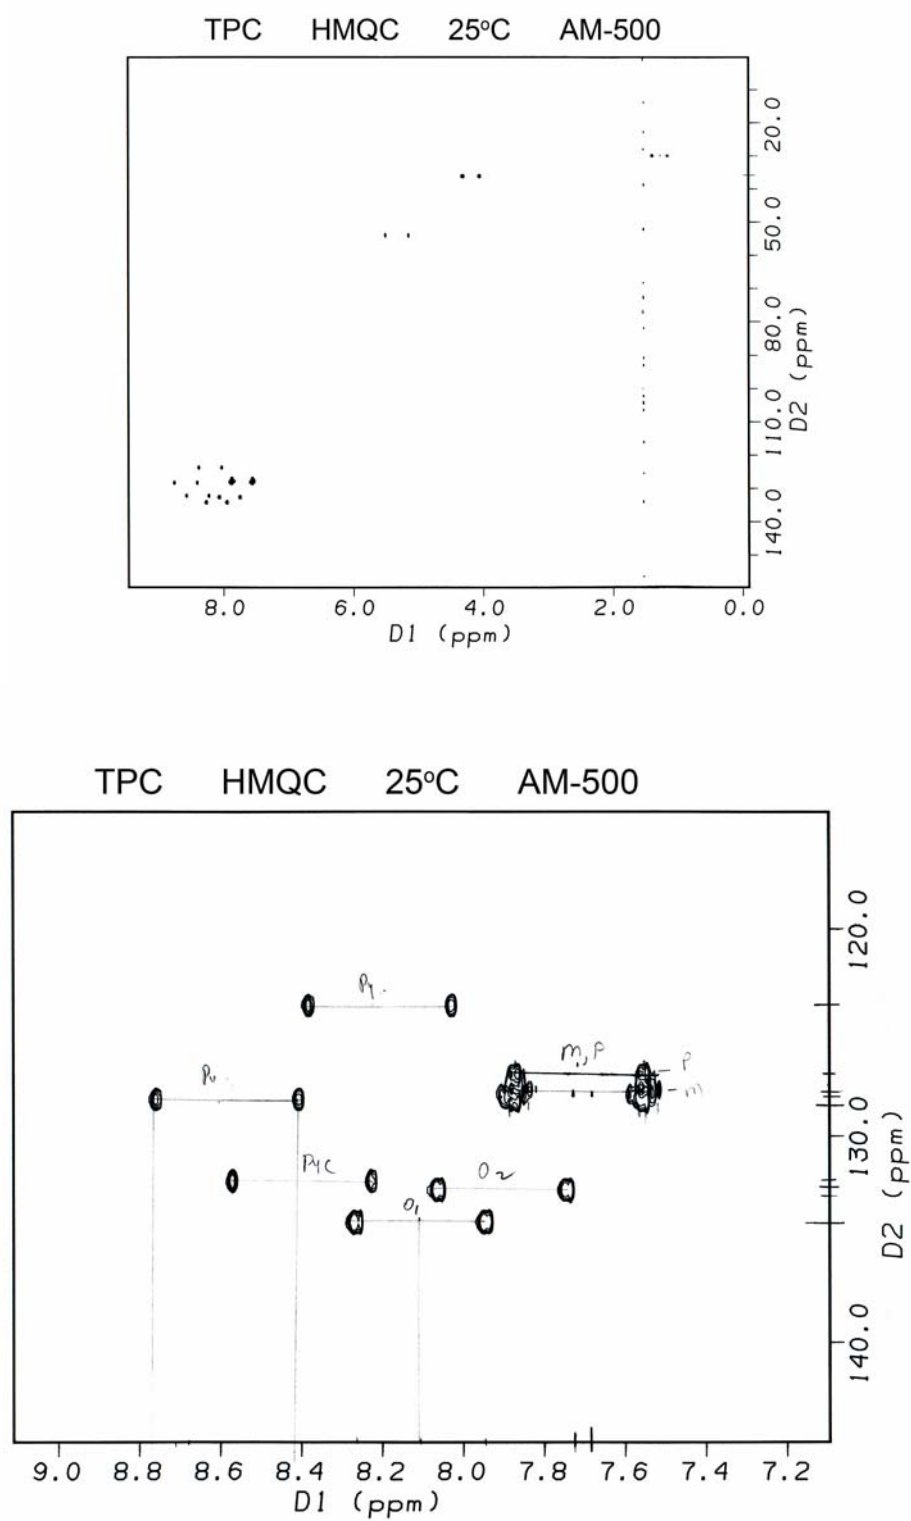 TPC HMQC 25°C AM-500
20.0
50.0
80.0
110.0
140.0
D2 (ppm)
8.0 6.0 4.0 2.0 0.0
D1 (ppm)
TPC HMQC 25°C AM-500
120.0
130.0
140.0
D2 (ppm)
Py
m,p
P
m
Pyc
O2
O1
9.0 8.8 8.6 8.4 8.2 8.0 7.8 7.6 7.4 7.2
D1 (ppm)